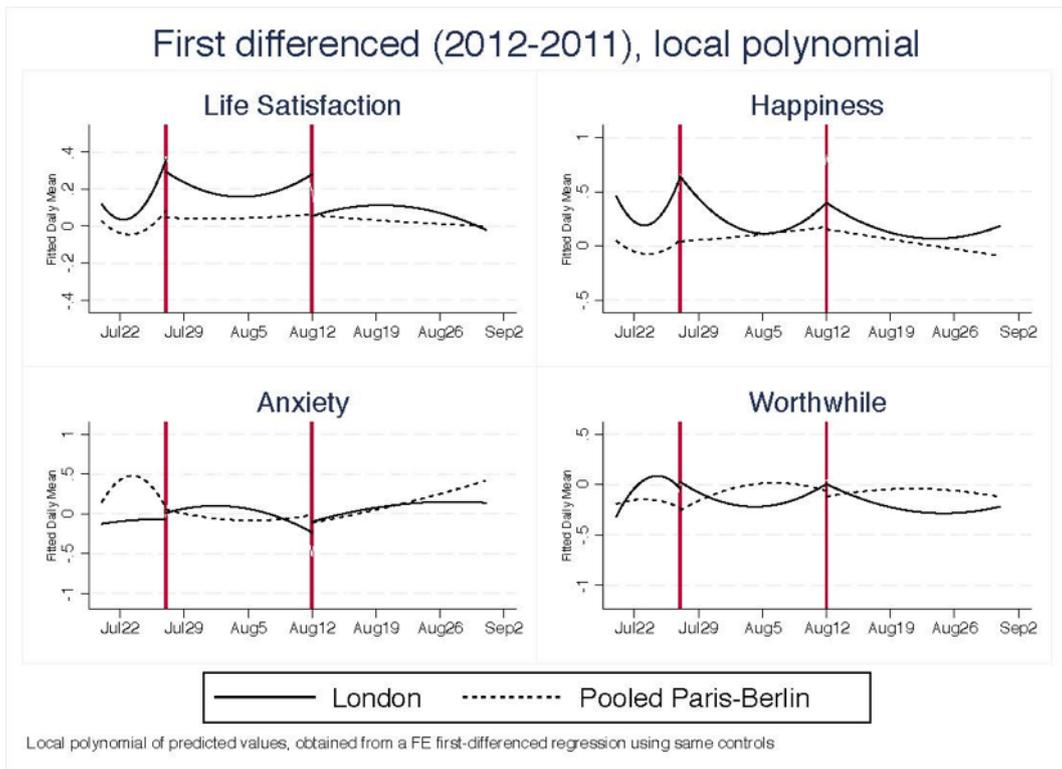 First differenced (2012-2011), local polynomial
Life Satisfaction
Fitted Daily Mean
.4
.2
0
-.2
-.4
Jul22 Jul29 Aug5 Aug12 Aug19 Aug26 Sep2
Happiness
Fitted Daily Mean
1
.5
0
-.5
Jul22 Jul29 Aug5 Aug12 Aug19 Aug26 Sep2
Anxiety
Fitted Daily Mean
1
.5
0
-.5
-1
Jul22 Jul29 Aug5 Aug12 Aug19 Aug26 Sep2
Worthwhile
Fitted Daily Mean
.5
0
-.5
-1
Jul22 Jul29 Aug5 Aug12 Aug19 Aug26 Sep2
London Pooled Paris-Berlin
Local polynomial of predicted values, obtained from a FE first-differenced regression using same controls